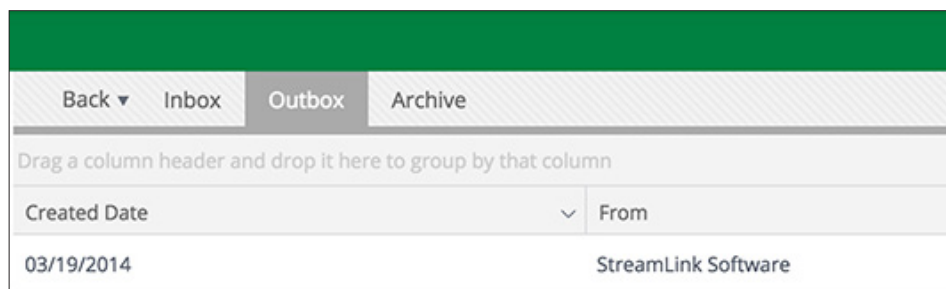 Back Inbox Outbox Archive
Drag a column header and drop it here to group by that column
Created Date From
03/19/2014 StreamLink Software